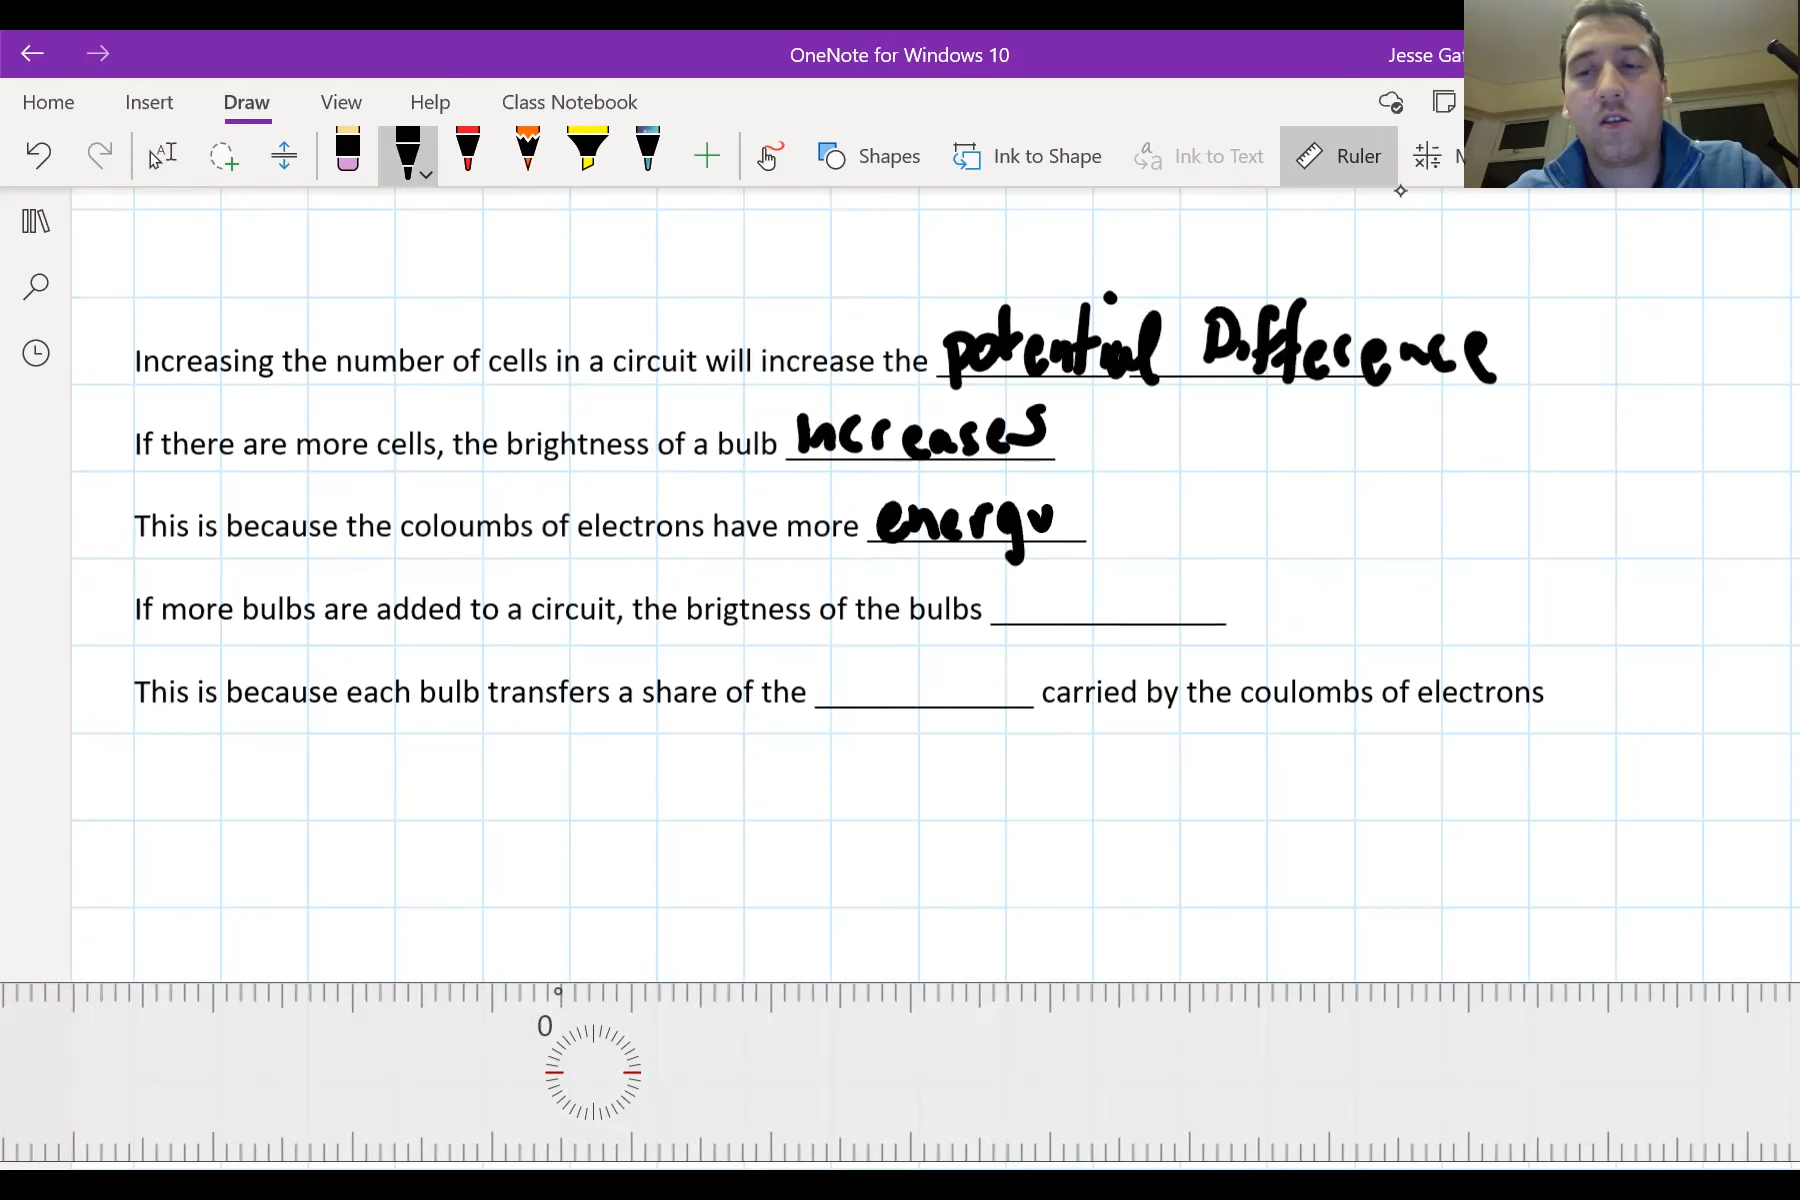 OneNote for Windows 10
Jesse Gaf
Home Insert Draw View Help Class Notebook
Shapes Ink to Shape Ink to Text Ruler M
Increasing the number of cells in a circuit will increase the potential Difference
If there are more cells, the brightness of a bulb increases
This is because the coloumbs of electrons have more energy
If more bulbs are added to a circuit, the brigtness of the bulbs ______
This is because each bulb transfers a share of the ______ carried by the coulombs of electrons
0